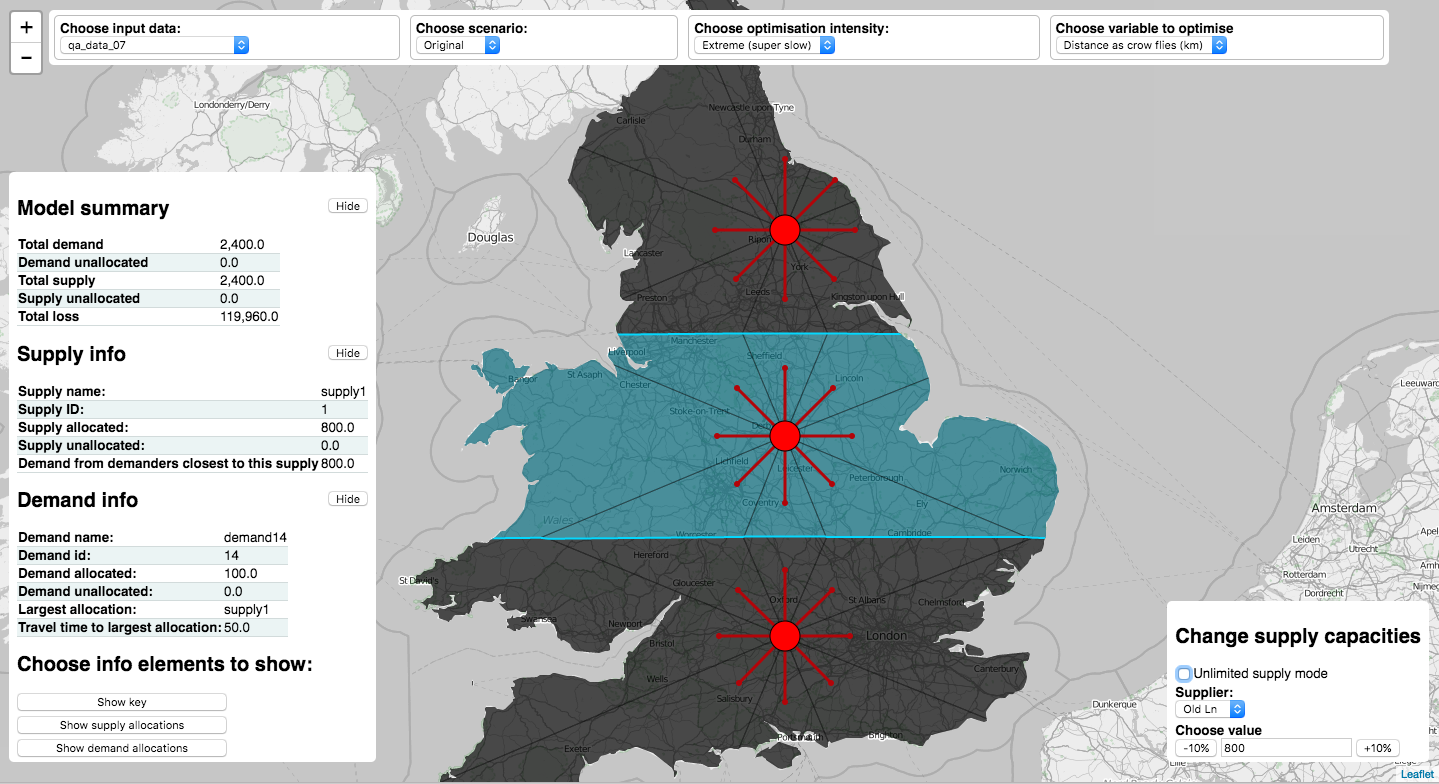 +
−
Choose input data:
qa_data_07
Choose scenario:
Original
Choose optimisation intensity:
Extreme (super slow)
Choose variable to optimise
Distance as crow flies (km)
Model summary
Hide
Total demand 2,400.0
Demand unallocated 0.0
Total supply 2,400.0
Supply unallocated 0.0
Total loss 119,960.0
Supply info
Hide
Supply name: supply1
Supply ID: 1
Supply allocated: 800.0
Supply unallocated: 0.0
Demand from demanders closest to this supply 800.0
Demand info
Hide
Demand name: demand14
Demand id: 14
Demand allocated: 100.0
Demand unallocated: 0.0
Largest allocation: supply1
Travel time to largest allocation: 50.0
Choose info elements to show:
Show key
Show supply allocations
Show demand allocations
Londonderry/Derry
Newcastle upon Tyne
Carlisle
Durham
Douglas
Ripon
Lancaster
York
Leeds
Preston
Kingston upon Hull
Manchester
Liverpool
Sheffield
St Asaph
Bangor
Chester
Lincoln
Stoke-on-Trent
Lichfield
Leicester
Norwich
Peterborough
Coventry
Ely
Wales
Worcester
Cambridge
Hereford
St David's
Gloucester
Oxford
St Albans
Chelmsford
Swansea
Newport
Bristol
London
Canterbury
Wells
Salisbury
Portsmouth
Brighton
Exeter
Dunkerque
Lille
Amsterdam
Leiden
Utrecht
Rotterdam
Dordrecht
Change supply capacities
Unlimited supply mode
Supplier:
Old Ln
Choose value
-10% 800 +10%
Leaflet